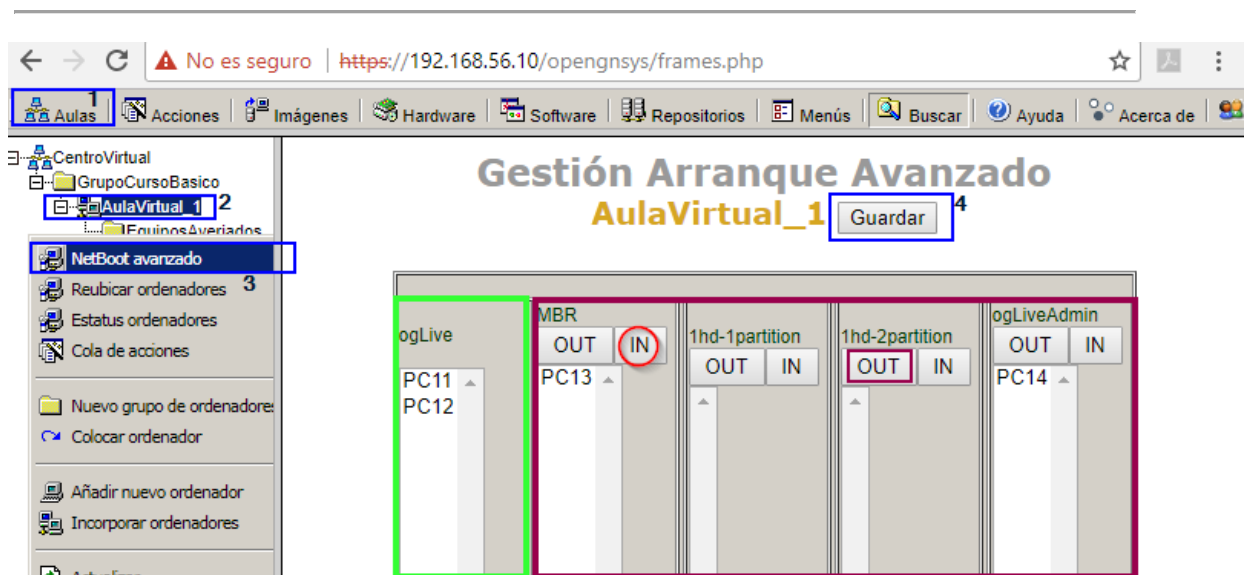 No es seguro | https://192.168.56.10/opengnsys/frames.php
1
Aulas Acciones Imágenes Hardware Software Repositorios Menús Buscar Ayuda Acerca de
CentroVirtual
GrupoCursoBasico
AulaVirtual_1 2
EquiposAveriados
NetBoot avanzado
Reubicar ordenadores 3
Estatus ordenadores
Cola de acciones
Nuevo grupo de ordenadores
Colocar ordenador
Añadir nuevo ordenador
Incorporar ordenadores
Actualizar
Gestión Arranque Avanzado
AulaVirtual_1 Guardar 4
ogLive
PC11
PC12
MBR
OUT IN
PC13
1hd-1partition
OUT IN
1hd-2partition
OUT IN
ogLiveAdmin
OUT IN
PC14